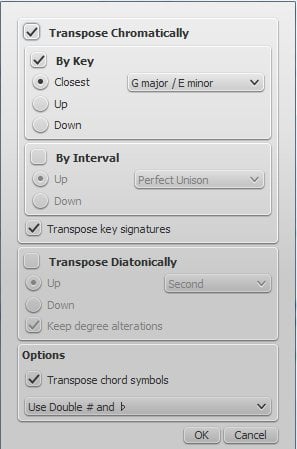 Transpose Chromatically
By Key
Closest G major / E minor
Up
Down
By Interval
Up Perfect Unison
Down
Transpose key signatures
Transpose Diatonically
Up Second
Down
Keep degree alterations
Options
Transpose chord symbols
Use Double # and ♭
OK Cancel